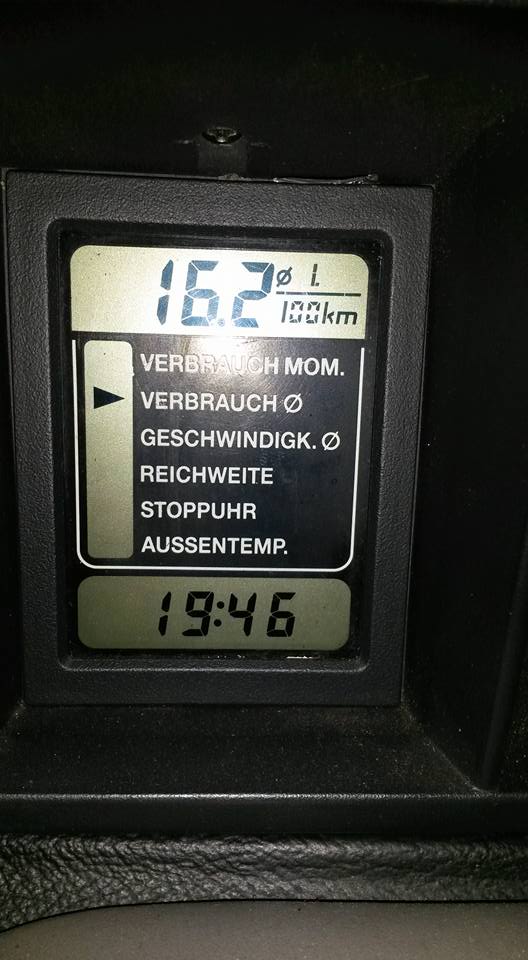 16.2 ø L
100km
VERBRAUCH MOM.
VERBRAUCH Ø
GESCHWINDIGK. Ø
REICHWEITE
STOPPUHR
AUSSENTEMP.
19:46